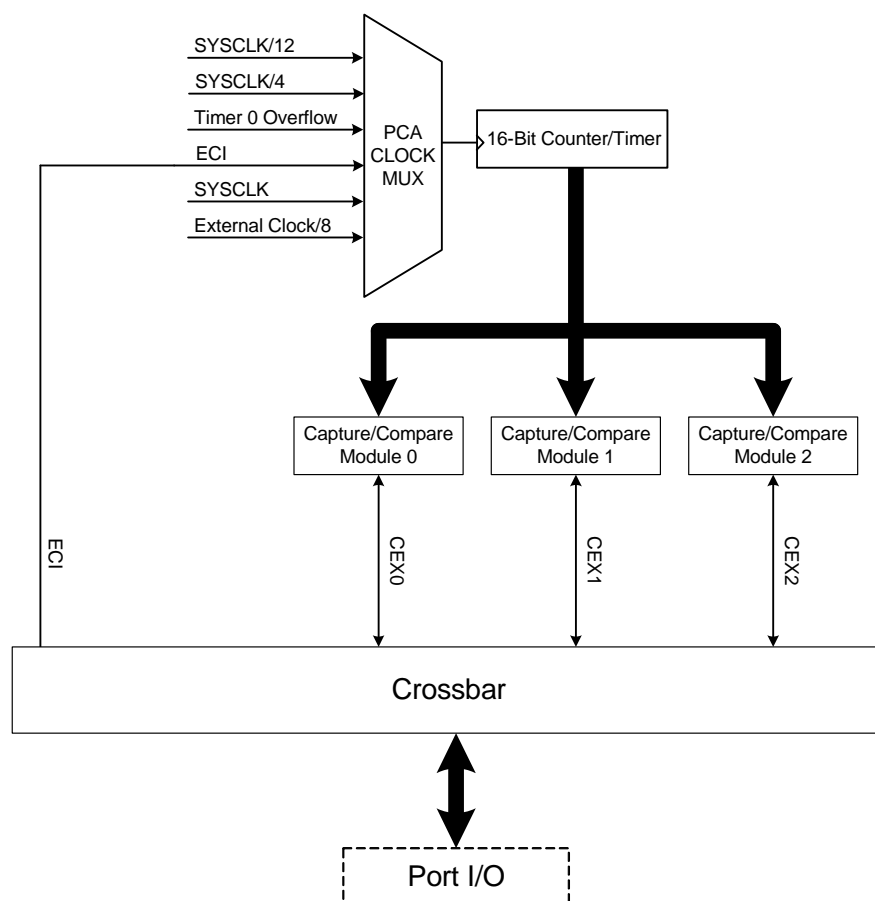 SYSCLK/12
SYSCLK/4
Timer 0 Overflow
ECI
SYSCLK
External Clock/8
PCA
CLOCK
MUX
16-Bit Counter/Timer
Capture/Compare
Module 0
Capture/Compare
Module 1
Capture/Compare
Module 2
ECI
CEX0
CEX1
CEX2
Crossbar
Port I/O